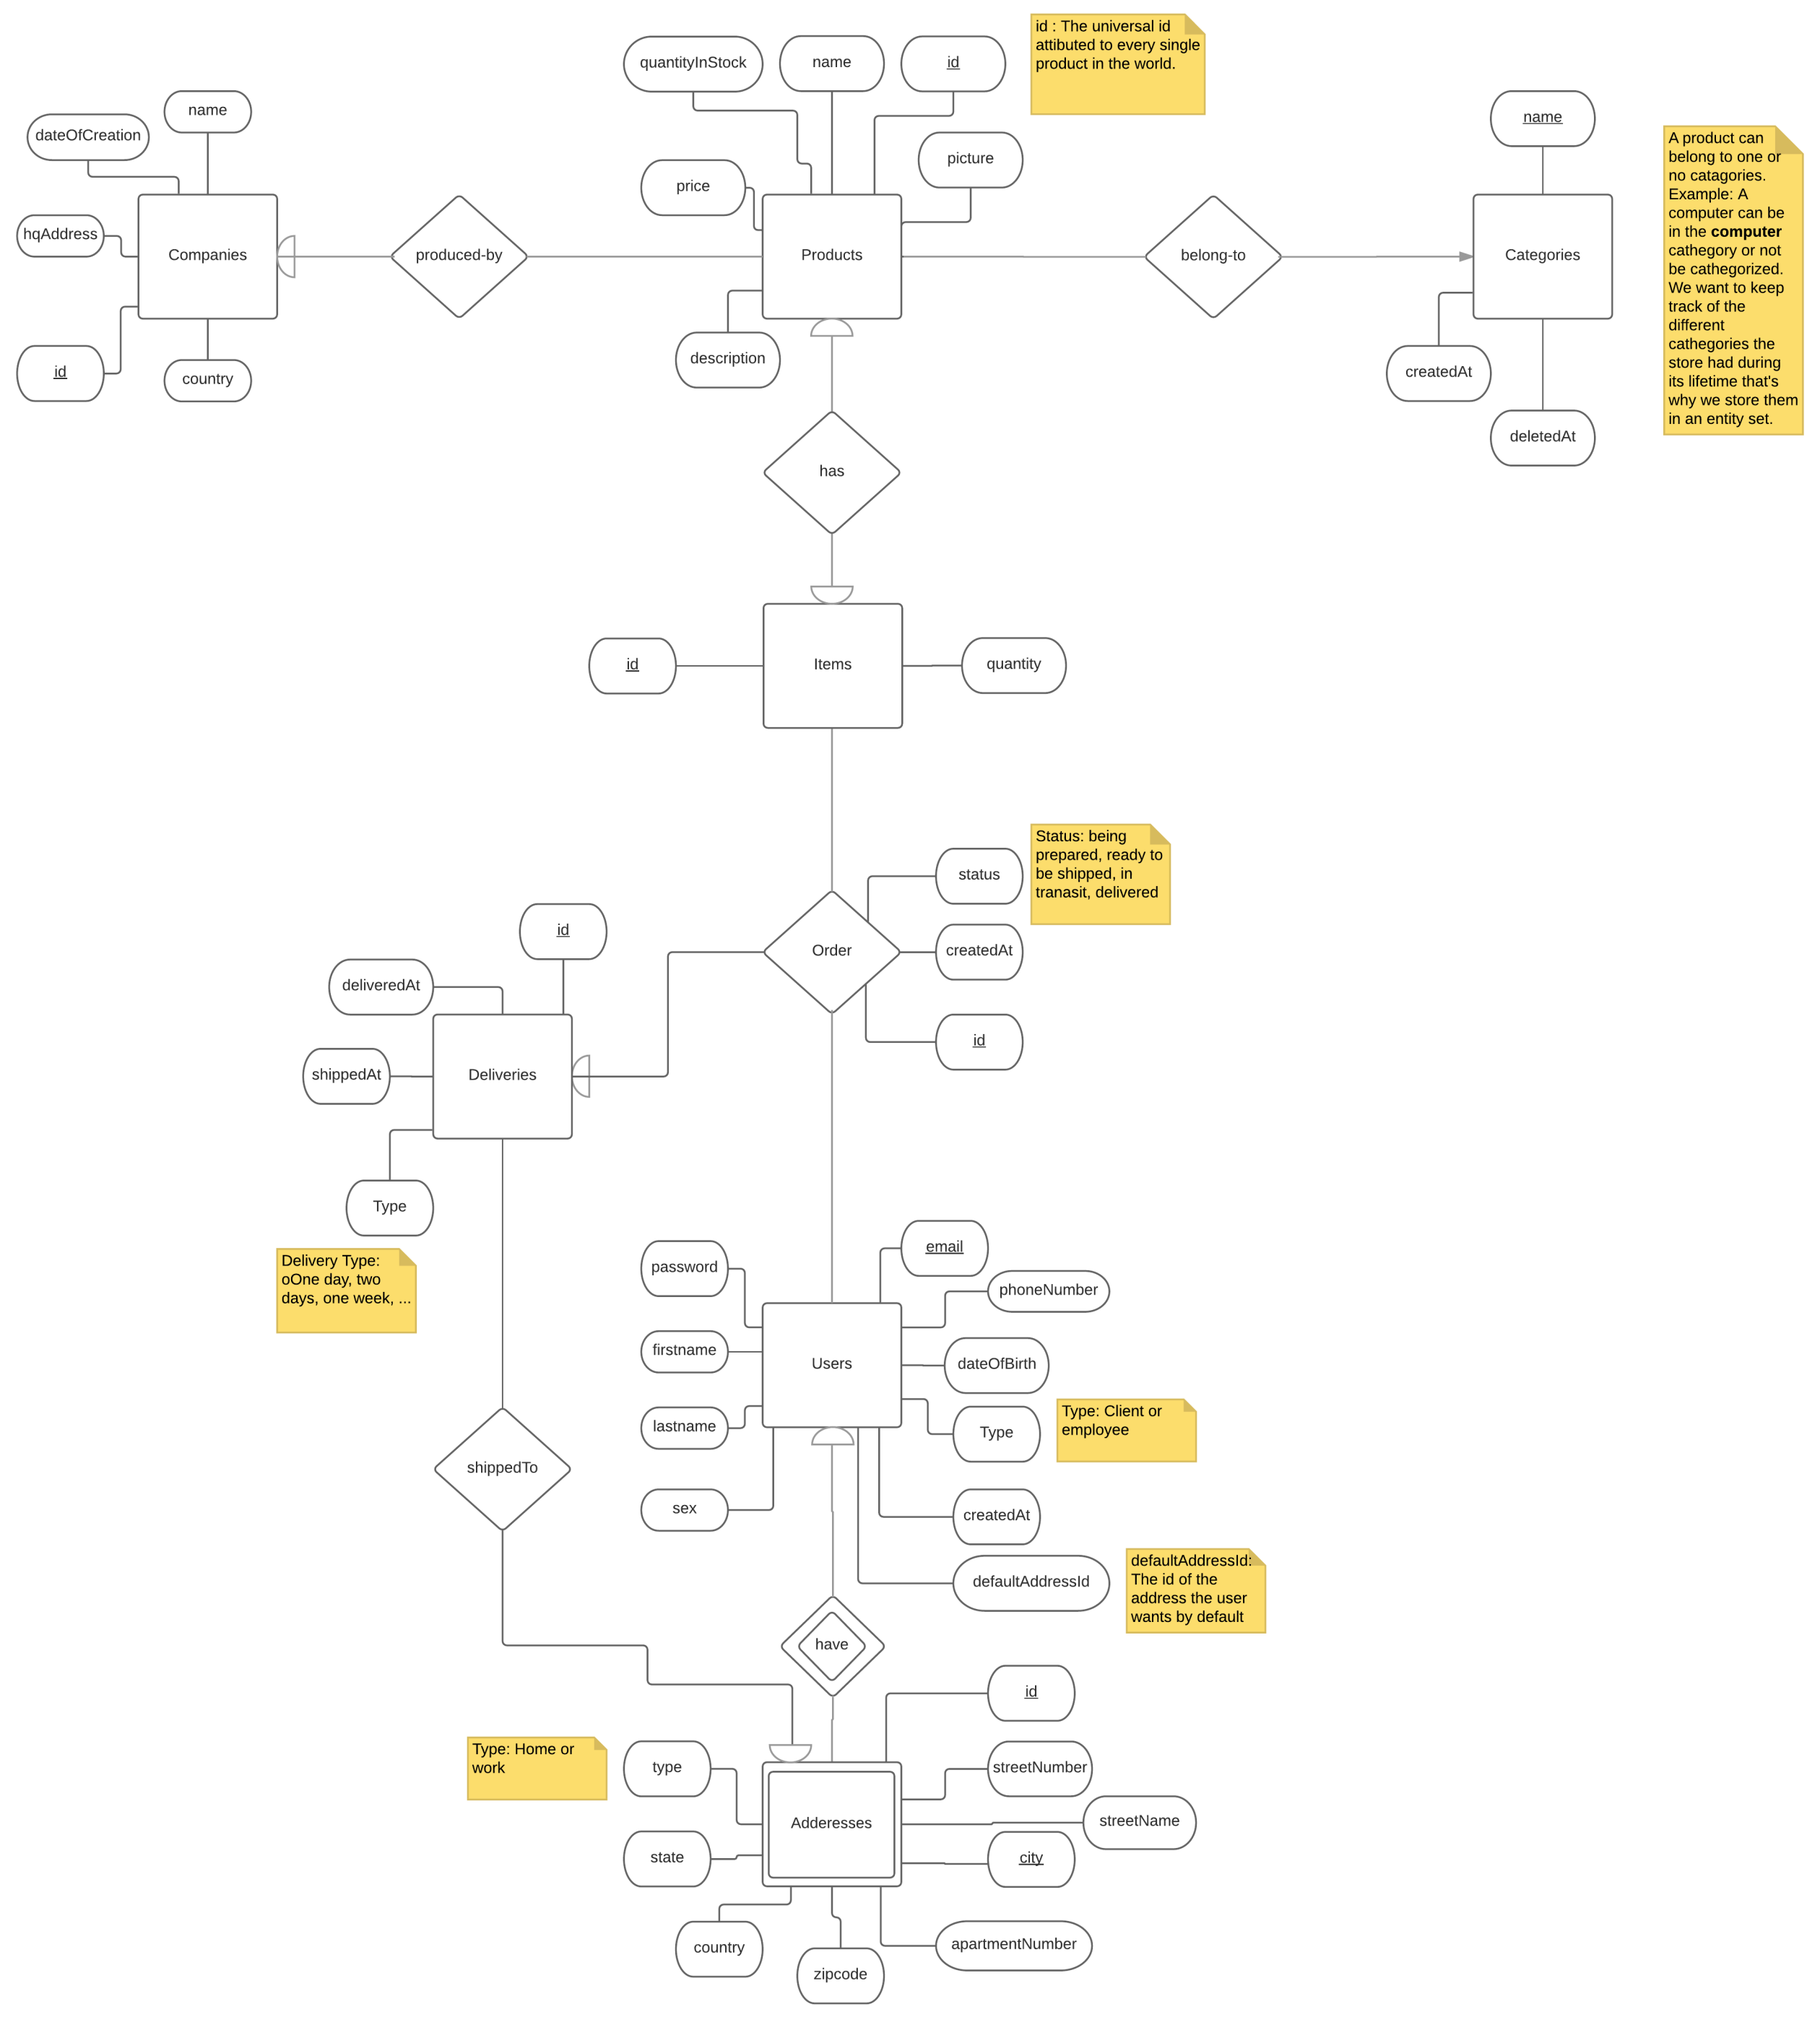 id : The universal id
attibuted to every single
product in the world.
quantityInStock
name
id
name
dateOfCreation
name
A product can
belong to one or
no catagories.
Example: A
computer can be
in the computer
cathegory or not
be cathegorized.
We want to keep
track of the
different
cathegories the
store had during
its lifetime that's
why we store them
in an entity set.
price
picture
hqAddress
Companies
produced-by
Products
belong-to
Categories
id
country
description
createdAt
deletedAt
has
id
Items
quantity
Status: being
prepared, ready to
be shipped, in
tranasit, delivered
status
id
Order
createdAt
deliveredAt
id
shippedAt
Deliveries
Type
Delivery Type:
oOne day, two
days, one week, ...
password
email
phoneNumber
firstname
Users
dateOfBirth
lastname
Type
Type: Client or
employee
shippedTo
sex
createdAt
defaultAddressId
defaultAddressId:
The id of the
address the user
wants by default
have
id
Type: Home or
work
type
streetNumber
Adderesses
streetName
state
city
country
zipcode
apartmentNumber